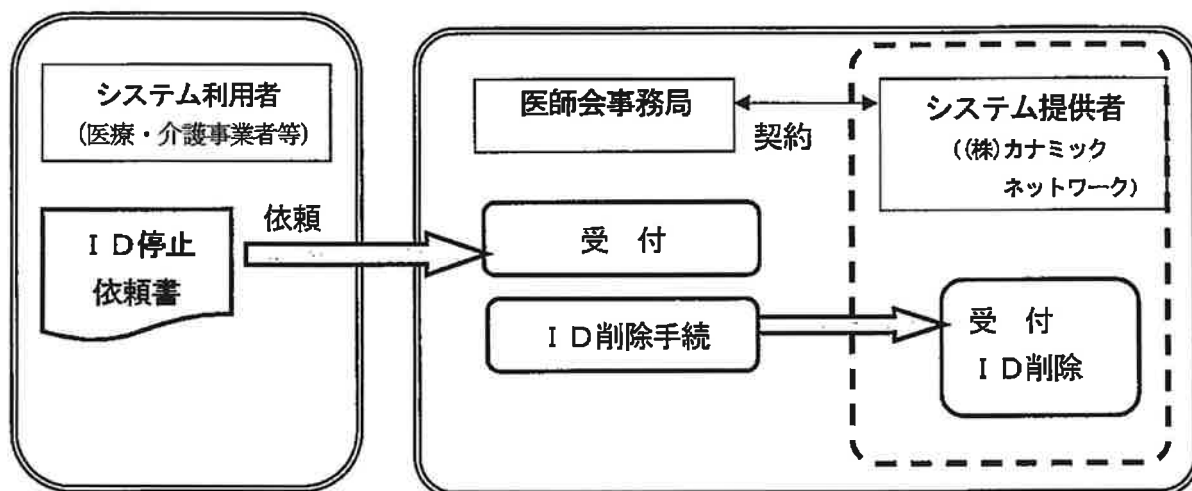 システム利用者
(医療・介護事業者等)
ＩＤ停止
依頼書
依頼
医師会事務局
契約
システム提供者
((株)カナミック
ネットワーク)
受　付
ＩＤ削除手続
受　付
ＩＤ削除